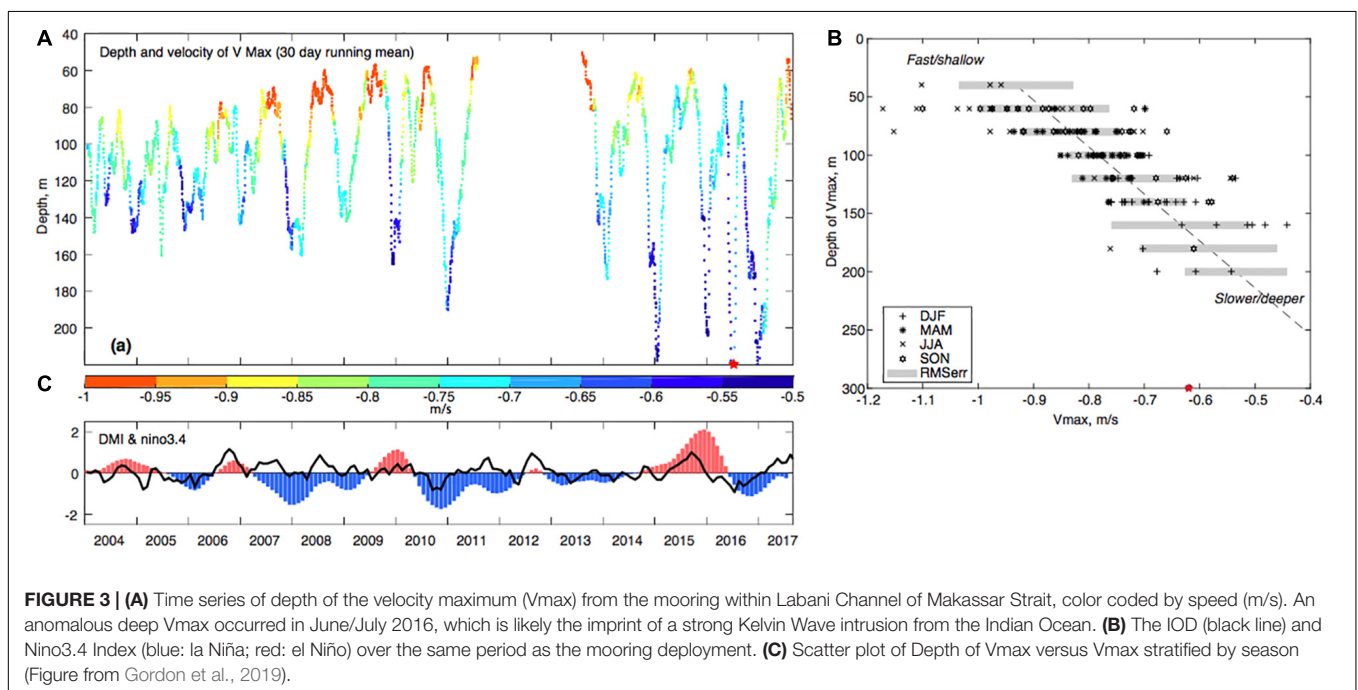 A
Depth and velocity of V Max (30 day running mean)
40
60
80
100
120
140
160
180
200
Depth, m
(a)
C
-1 -0.95 -0.9 -0.85 -0.8 -0.75 -0.7 -0.65 -0.6 -0.55 -0.5
m/s
DMI & nino3.4
2
0
-2
2004 2005 2006 2007 2008 2009 2010 2011 2012 2013 2014 2015 2016 2017
B
0
50
100
150
200
250
300
Depth of Vmax, m
Fast/shallow
Slower/deeper
DJF
MAM
JJA
SON
RMSerr
-1.2 -1.1 -1 -0.9 -0.8 -0.7 -0.6 -0.5 -0.4
Vmax, m/s
FIGURE 3 | (A) Time series of depth of the velocity maximum (Vmax) from the mooring within Labani Channel of Makassar Strait, color coded by speed (m/s). An
anomalous deep Vmax occurred in June/July 2016, which is likely the imprint of a strong Kelvin Wave intrusion from the Indian Ocean. (B) The IOD (black line) and
Nino3.4 Index (blue: la Niña; red: el Niño) over the same period as the mooring deployment. (C) Scatter plot of Depth of Vmax versus Vmax stratified by season
(Figure from Gordon et al., 2019).